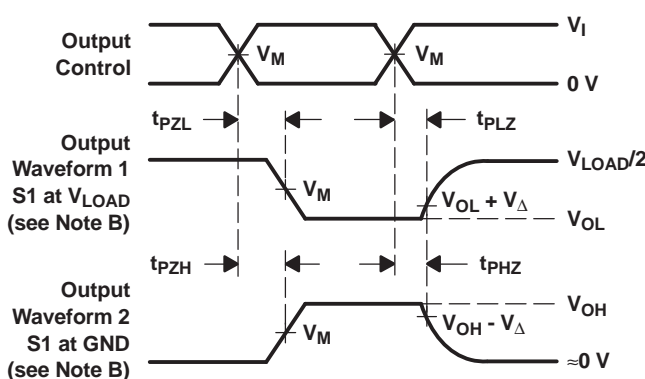 Output
Control
V_M
V_M
V_I
0 V
t_PZL
t_PLZ
Output
Waveform 1
S1 at V_LOAD
(see Note B)
V_M
V_LOAD/2
V_OL + V_Δ
V_OL
t_PZH
t_PHZ
Output
Waveform 2
S1 at GND
(see Note B)
V_M
V_OH
V_OH - V_Δ
≈0 V